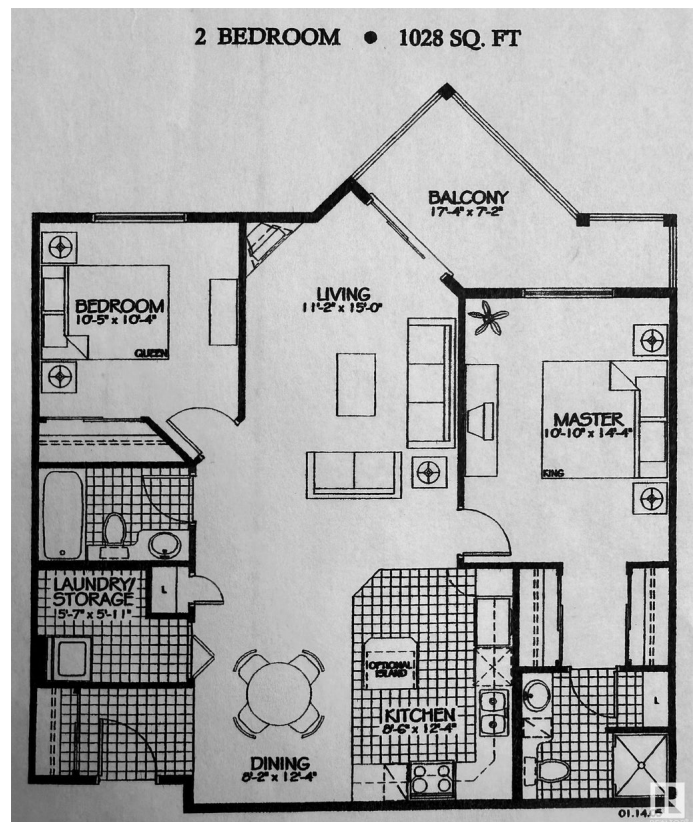 2 BEDROOM • 1028 SQ. FT
BALCONY
17'-4" x 7'-2"
LIVING
11'-2" x 15'-0"
BEDROOM
10'-5" x 10'-4"
QUEEN
MASTER
10'-10" x 14'-4"
KING
LAUNDRY/
STORAGE
15'-7" x 5'-11"
L
OPTIONAL
ISLAND
KITCHEN
8'-6" x 12'-4"
L
DINING
8'-2" x 12'-4"